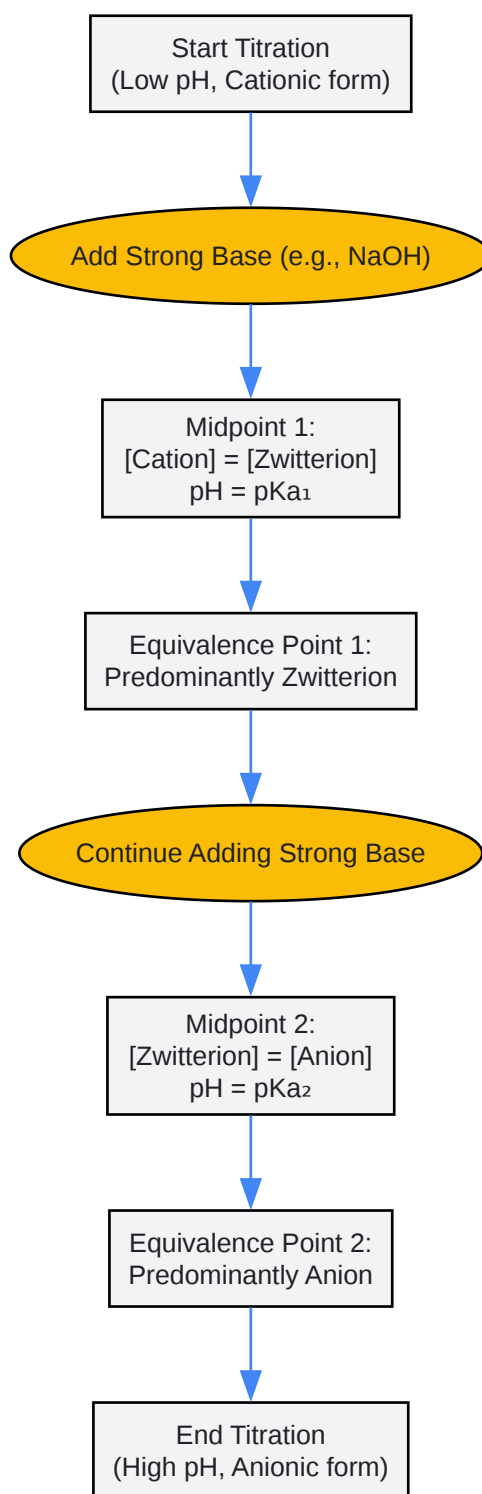 Start Titration
(Low pH, Cationic form)
Add Strong Base (e.g., NaOH)
Midpoint 1:
[Cation] = [Zwitterion]
pH = pKa₁
Equivalence Point 1:
Predominantly Zwitterion
Continue Adding Strong Base
Midpoint 2:
[Zwitterion] = [Anion]
pH = pKa₂
Equivalence Point 2:
Predominantly Anion
End Titration
(High pH, Anionic form)